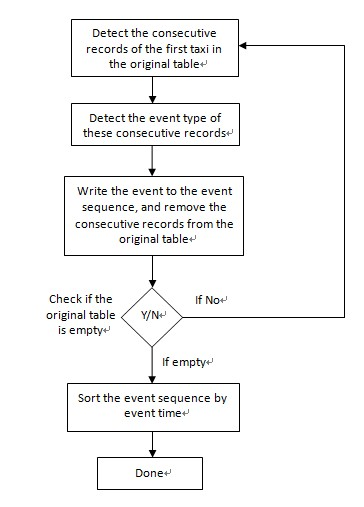 Detect the consecutive
records of the first taxi in
the original table↵
Detect the event type of
these consecutive records↵
Write the event to the event
sequence, and remove the
consecutive records from the
original table↵
Check if the
original table
is empty↵
Y/N↵
If No↵
If empty↵
Sort the event sequence by
event time↵
Done↵